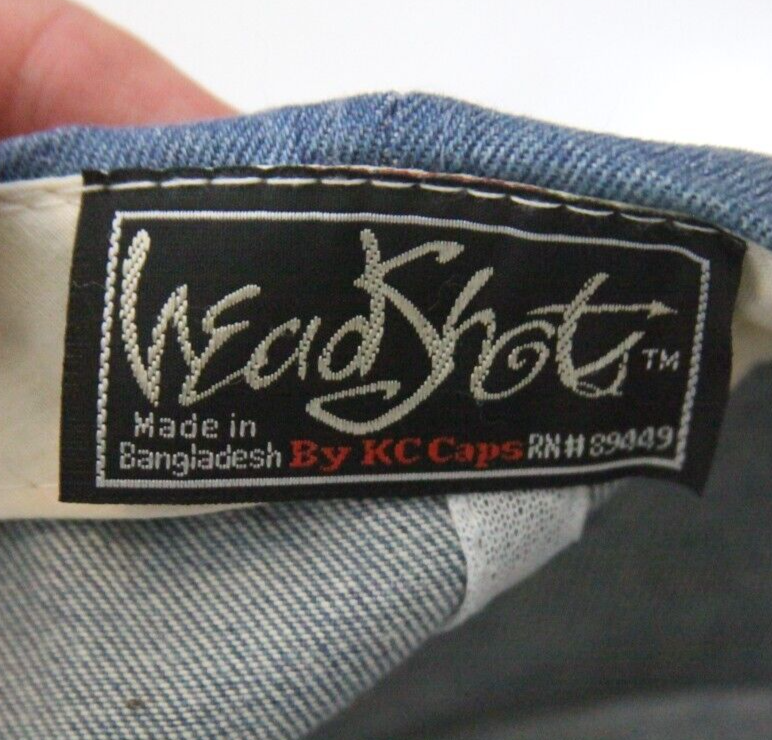 HeadShots™
Made in
Bangladesh By KC Caps RN# 89449